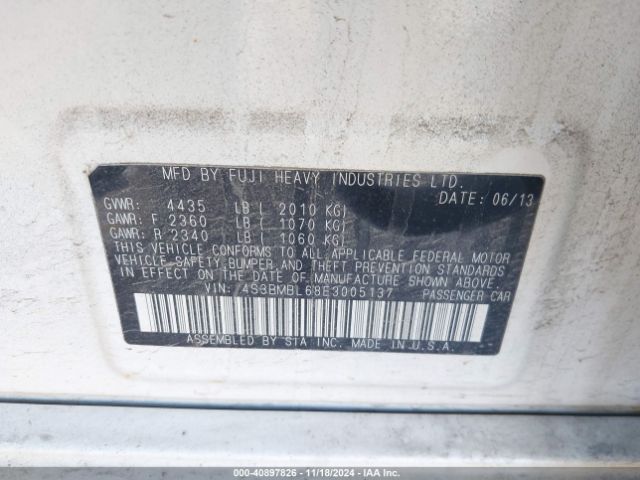 MFD BY FUJI HEAVY INDUSTRIES LTD.
DATE: 06/13
GVWR: 4435 LB ( 2010 KG)
GAWR: F 2360 LB ( 1070 KG)
GAWR: R 2340 LB ( 1060 KG)
THIS VEHICLE CONFORMS TO ALL APPLICABLE FEDERAL MOTOR
VEHICLE SAFETY, BUMPER, AND THEFT PREVENTION STANDARDS
IN EFFECT ON THE DATE OF MANUFACTURE SHOWN ABOVE.
VIN: 4S3BMBL68E3005137 PASSENGER CAR
ASSEMBLED BY SIA INC. MADE IN U.S.A.
000-40897826 - 11/18/2024 - IAA Inc. / IAA, Inc.